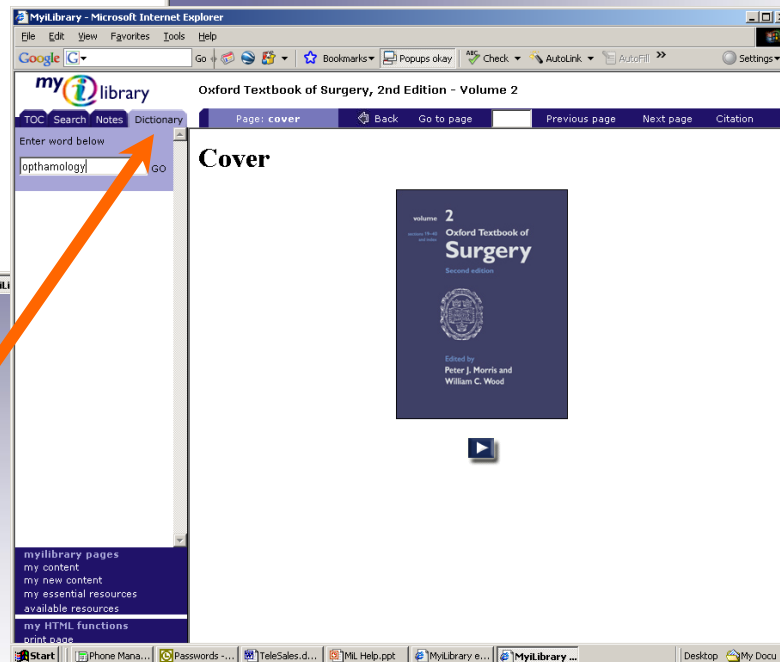 MyiLibrary - Microsoft Internet Explorer
File Edit View Favorites Tools Help
Google G Go Bookmarks Popups okay ABC Check AutoLink AutoFill Settings
my i library
Oxford Textbook of Surgery, 2nd Edition - Volume 2
TOC Search Notes Dictionary
Page: cover Back Go to page Previous page Next page Citation
Enter word below
opthamology GO
Cover
volume 2
Oxford Textbook of
Surgery
Second edition
Edited by
Peter J. Morris and
William C. Wood
myilibrary pages
my content
my new content
my essential resources
available resources
my HTML functions
print page
Start Phone Mana... Passwords -... TeleSales.d... MiL Help.ppt MyiLibrary e... MyiLibrary ... Desktop My Docu